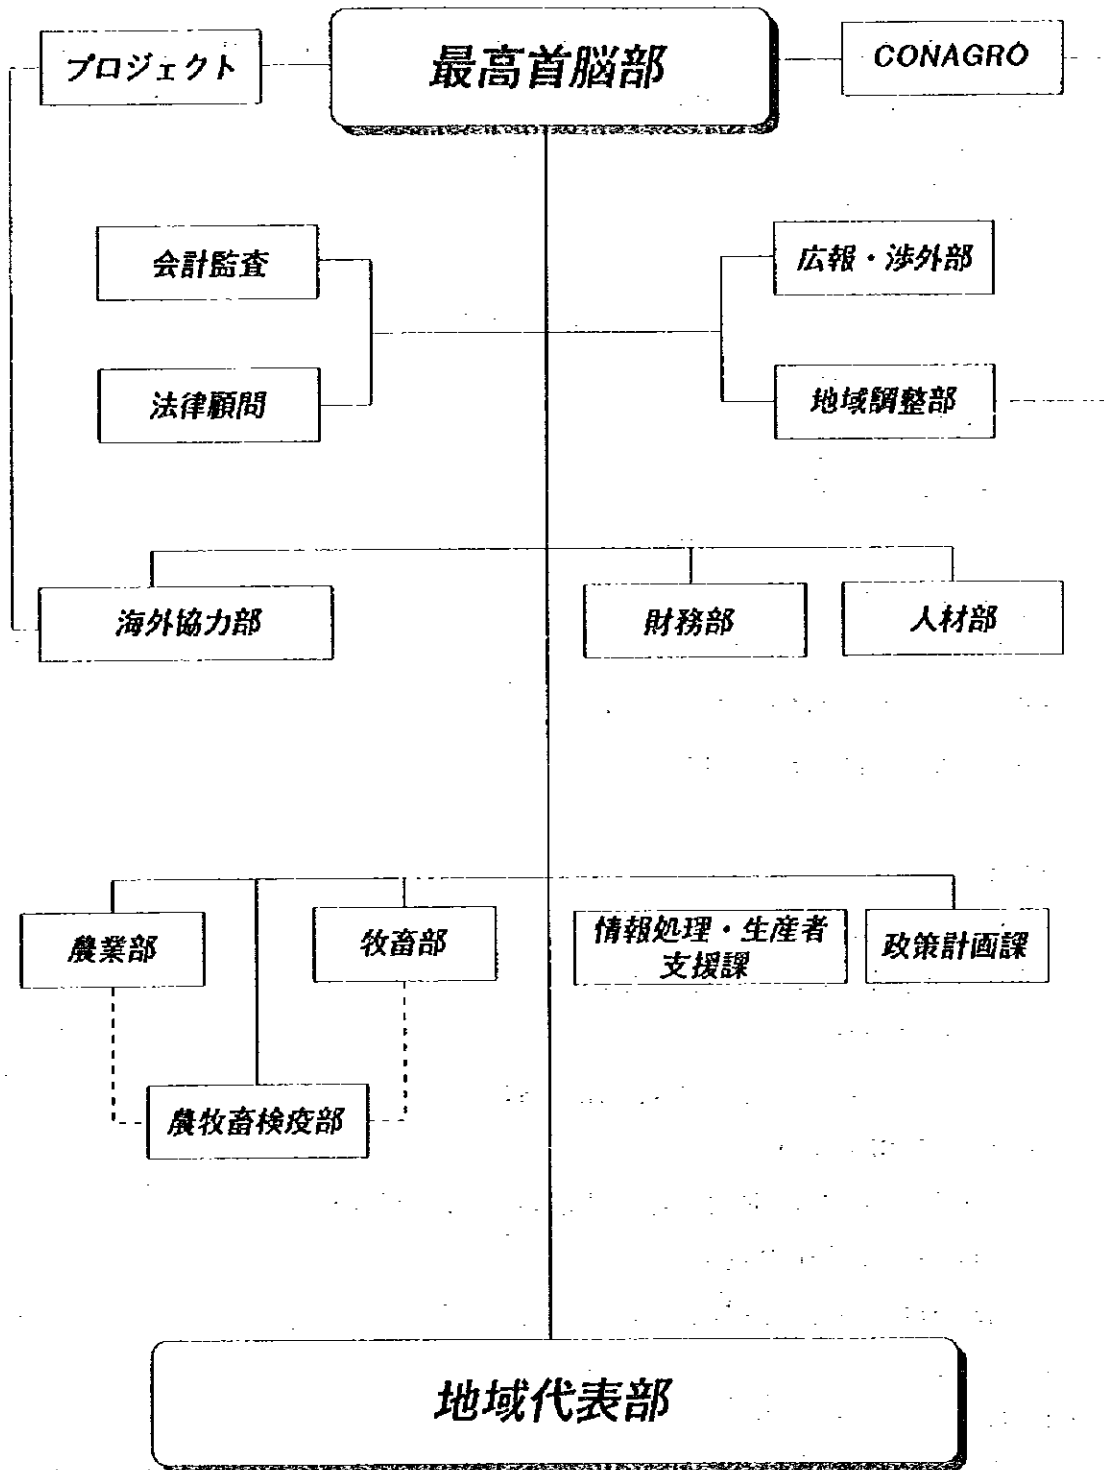 プロジェクト
最高首脳部
CONAGRO
会計監査
広報・渉外部
法律顧問
地域調整部
海外協力部
財務部
人材部
農業部
牧畜部
情報処理・生産者
支援課
政策計画課
農牧畜検疫部
地域代表部